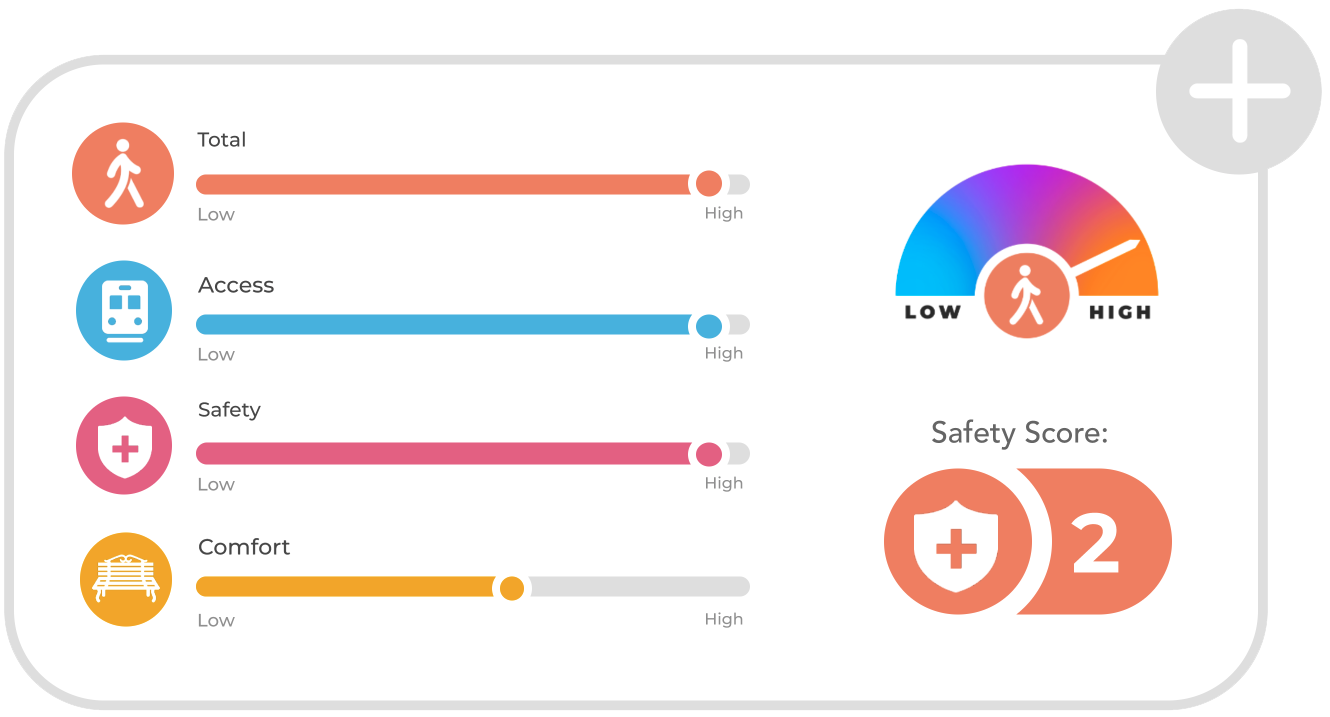 Total
Low High
Access
Low High
Safety
Low High
Comfort
Low High
LOW HIGH
Safety Score:
2